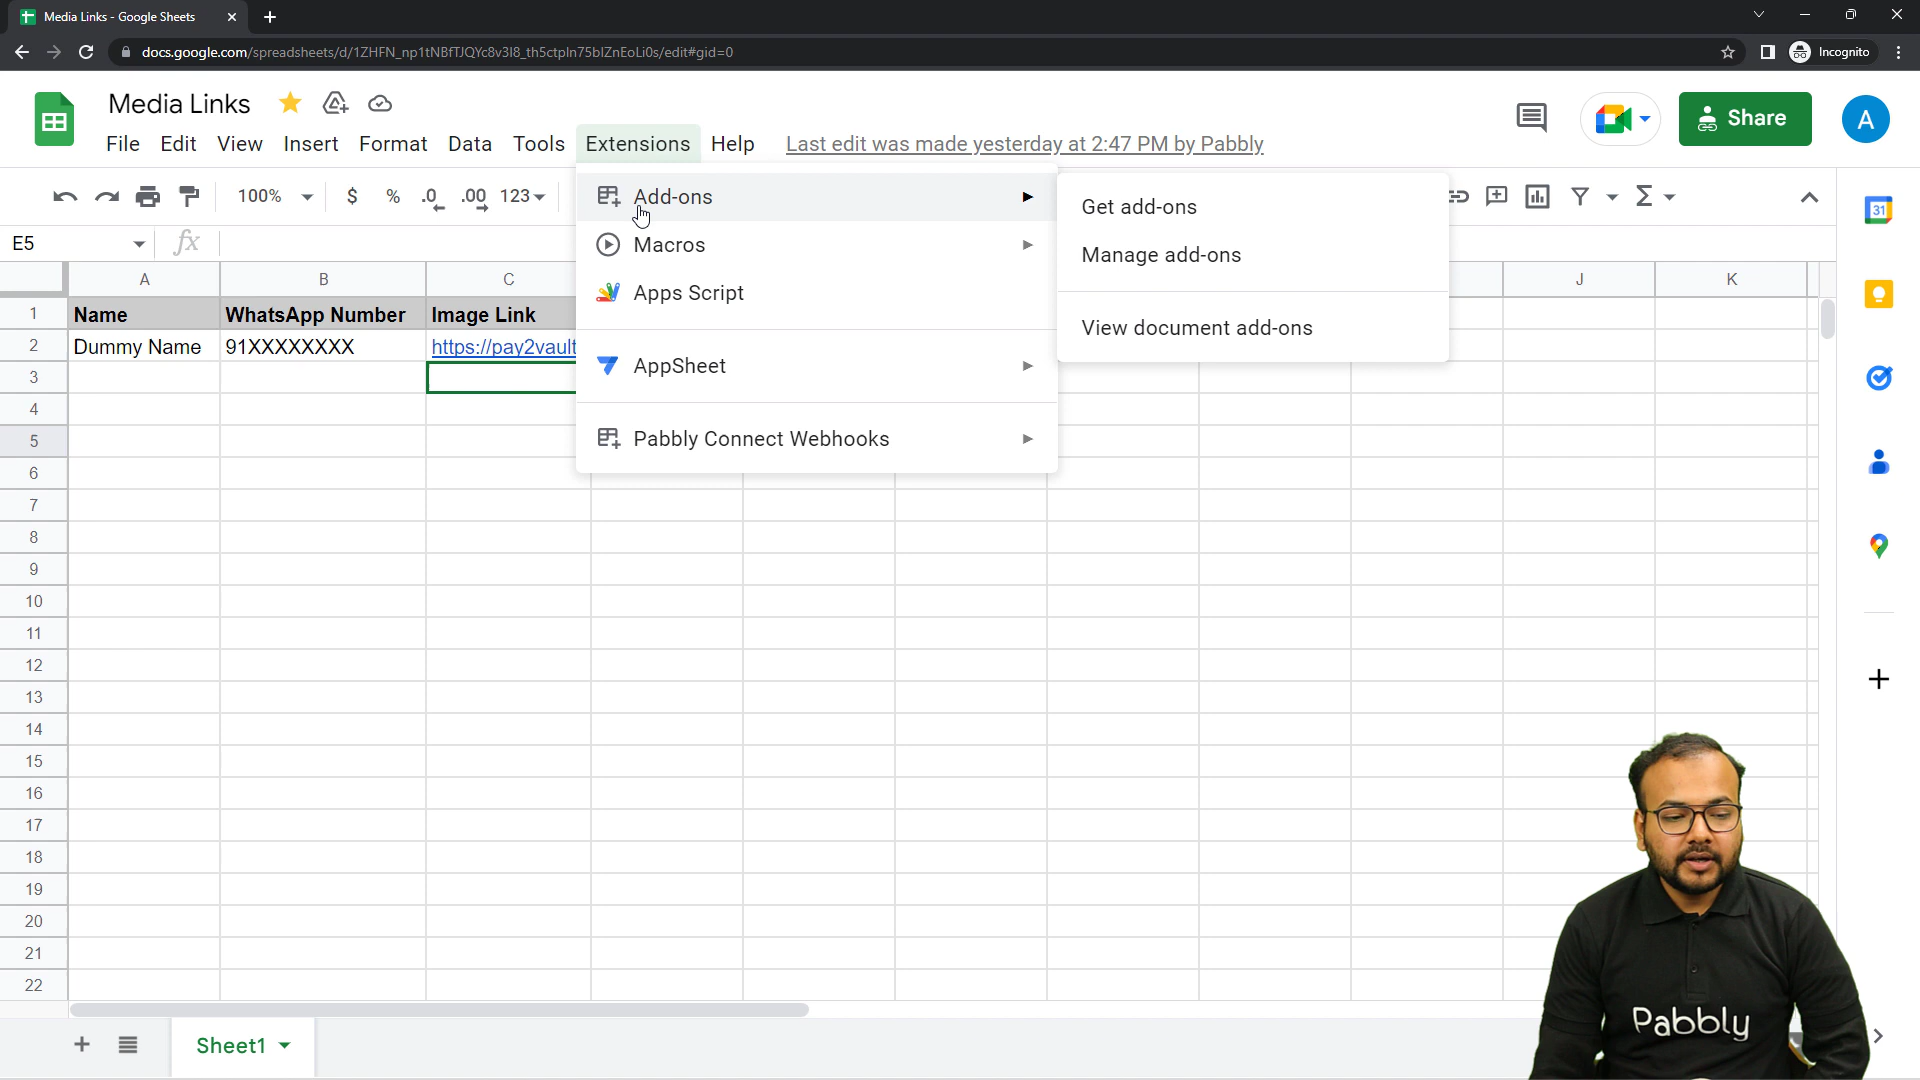 Media Links - Google Sheets
docs.google.com/spreadsheets/d/1ZHFN_np1tNBfTJQYc8v3I8_th5ctpIn75bIZnEoLi0s/edit#gid=0
Incognito
Media Links
Share
A
File Edit View Insert Format Data Tools Extensions Help Last edit was made yesterday at 2:47 PM by Pabbly
100% $ % .0 .00 123
Add-ons
Macros
Apps Script
AppSheet
Pabbly Connect Webhooks
Get add-ons
Manage add-ons
View document add-ons
31
E5 fx
A B C J K
1 Name WhatsApp Number Image Link
2 Dummy Name 91XXXXXXXX https://pay2vault
3
4
5
6
7
8
9
10
11
12
13
14
15
16
17
18
19
20
21
22
Sheet1
Pabbly